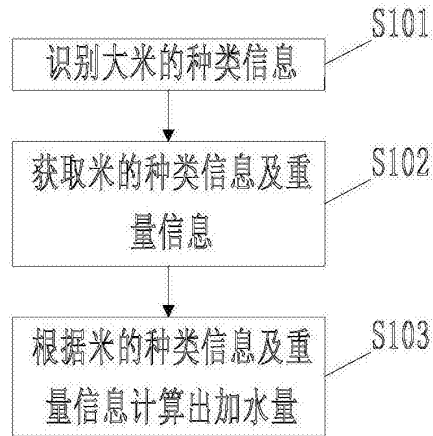 S101
识别大米的种类信息
S102
获取米的种类信息及重
量信息
S103
根据米的种类信息及重
量信息计算出加水量